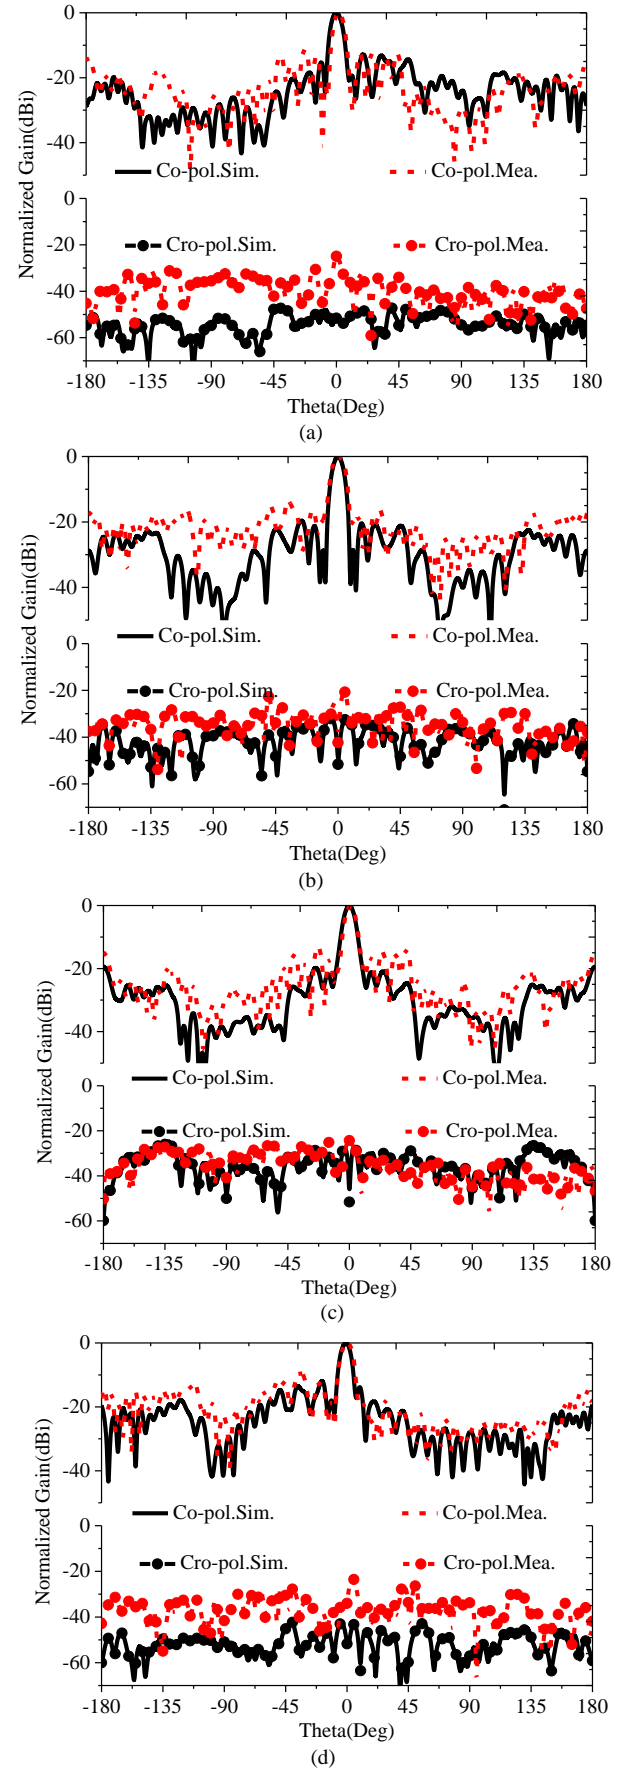 0
-20
-40
Co-pol.Sim.
Co-pol.Mea.
0
-20
-40
-60
Cro-pol.Sim.
Cro-pol.Mea.
Normalized Gain(dBi)
-180 -135 -90 -45 0 45 90 135 180
Theta(Deg)
(a)
0
-20
-40
Co-pol.Sim.
Co-pol.Mea.
0
-20
-40
-60
Cro-pol.Sim.
Cro-pol.Mea.
Normalized Gain(dBi)
-180 -135 -90 -45 0 45 90 135 180
Theta(Deg)
(b)
0
-20
-40
Co-pol.Sim.
Co-pol.Mea.
0
-20
-40
-60
Cro-pol.Sim.
Cro-pol.Mea.
Normalized Gain(dBi)
-180 -135 -90 -45 0 45 90 135 180
Theta(Deg)
(c)
0
-20
-40
Co-pol.Sim.
Co-pol.Mea.
0
-20
-40
-60
Cro-pol.Sim.
Cro-pol.Mea.
Normalized Gain(dBi)
-180 -135 -90 -45 0 45 90 135 180
Theta(Deg)
(d)